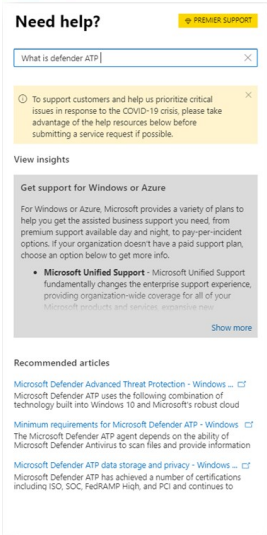 Need help?
PREMIER SUPPORT
What is defender ATP
To support customers and help us prioritize critical
issues in response to the COVID-19 crisis, please take
advantage of the help resources below before
submitting a service request if possible.
View insights
Get support for Windows or Azure
For Windows or Azure, Microsoft provides a variety of plans to
help you get the assisted business support you need, from
premium support available day and night, to pay-per-incident
options. If your organization doesn't have a paid support plan,
choose an option below to get more info.
• Microsoft Unified Support - Microsoft Unified Support
fundamentally changes the enterprise support experience,
providing organization-wide coverage for all of your
Microsoft products and services, expansive new
Show more
Recommended articles
Microsoft Defender Advanced Threat Protection - Windows ...
Microsoft Defender ATP uses the following combination of
technology built into Windows 10 and Microsoft's robust cloud
Minimum requirements for Microsoft Defender ATP - Windows
The Microsoft Defender ATP agent depends on the ability of
Microsoft Defender Antivirus to scan files and provide information
Microsoft Defender ATP data storage and privacy - Windows ...
Microsoft Defender ATP has achieved a number of certifications
including ISO, SOC, FedRAMP High, and PCI and continues to